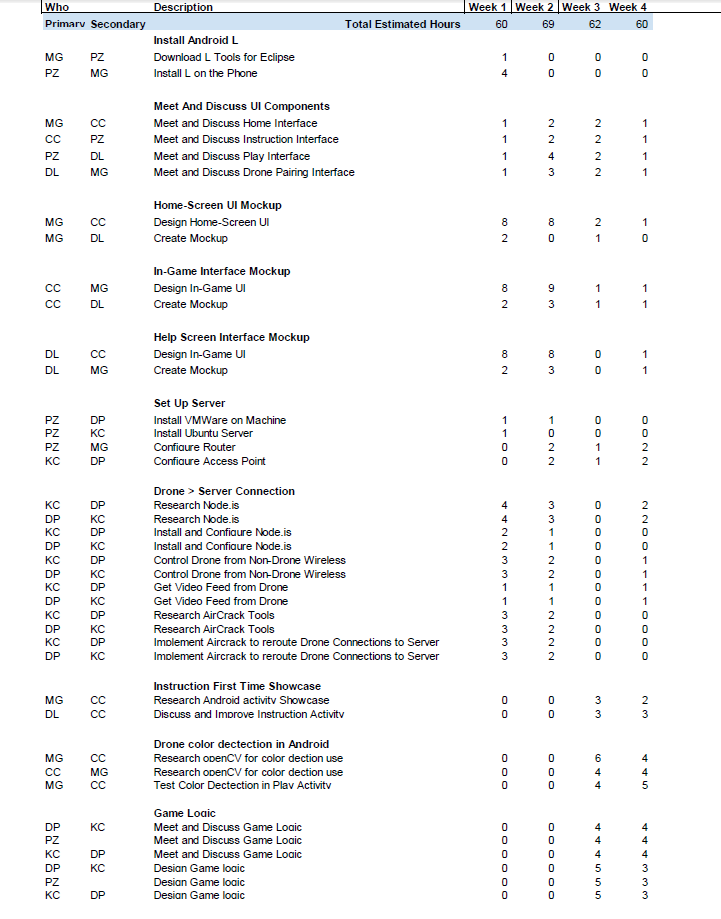 Who Description Week 1 Week 2 Week 3 Week 4
Primary Secondary Total Estimated Hours 60 69 62 60
Install Android L
MG PZ Download L Tools for Eclipse 1 0 0 0
PZ MG Install L on the Phone 4 0 0 0
Meet And Discuss UI Components
MG CC Meet and Discuss Home Interface 1 2 2 1
CC PZ Meet and Discuss Instruction Interface 1 2 2 1
PZ DL Meet and Discuss Play Interface 1 4 2 1
DL MG Meet and Discuss Drone Pairing Interface 1 3 2 1
Home-Screen UI Mockup
MG CC Design Home-Screen UI 8 8 2 1
MG DL Create Mockup 2 0 1 0
In-Game Interface Mockup
CC MG Design In-Game UI 8 9 1 1
CC DL Create Mockup 2 3 1 1
Help Screen Interface Mockup
DL CC Design In-Game UI 8 8 0 1
DL MG Create Mockup 2 3 0 1
Set Up Server
PZ DP Install VMWare on Machine 1 1 0 0
PZ KC Install Ubuntu Server 1 0 0 0
PZ MG Configure Router 0 2 1 2
KC DP Configure Access Point 0 2 1 2
Drone > Server Connection
KC DP Research Node.js 4 3 0 2
DP KC Research Node.js 4 3 0 2
KC DP Install and Configure Node.js 2 1 0 0
DP KC Install and Configure Node.js 2 1 0 0
KC DP Control Drone from Non-Drone Wireless 3 2 0 1
DP KC Control Drone from Non-Drone Wireless 3 2 0 1
KC DP Get Video Feed from Drone 1 1 0 1
DP KC Get Video Feed from Drone 1 1 0 1
KC DP Research AirCrack Tools 3 2 0 0
DP KC Research AirCrack Tools 3 2 0 0
KC DP Implement Aircrack to reroute Drone Connections to Server 3 2 0 0
DP KC Implement Aircrack to reroute Drone Connections to Server 3 2 0 0
Instruction First Time Showcase
MG CC Research Android activity Showcase 0 0 3 2
DL CC Discuss and Improve Instruction Activity 0 0 3 3
Drone color dectection in Android
MG CC Research openCV for color dection use 0 0 6 4
CC MG Research openCV for color dection use 0 0 4 4
MG CC Test Color Dectection in Play Activity 0 0 4 5
Game Logic
DP KC Meet and Discuss Game Logic 0 0 4 4
PZ Meet and Discuss Game Logic 0 0 4 4
KC DP Meet and Discuss Game Logic 0 0 4 4
DP KC Design Game logic 0 0 5 3
PZ Design Game logic 0 0 5 3
KC DP Design Game logic 0 0 5 3